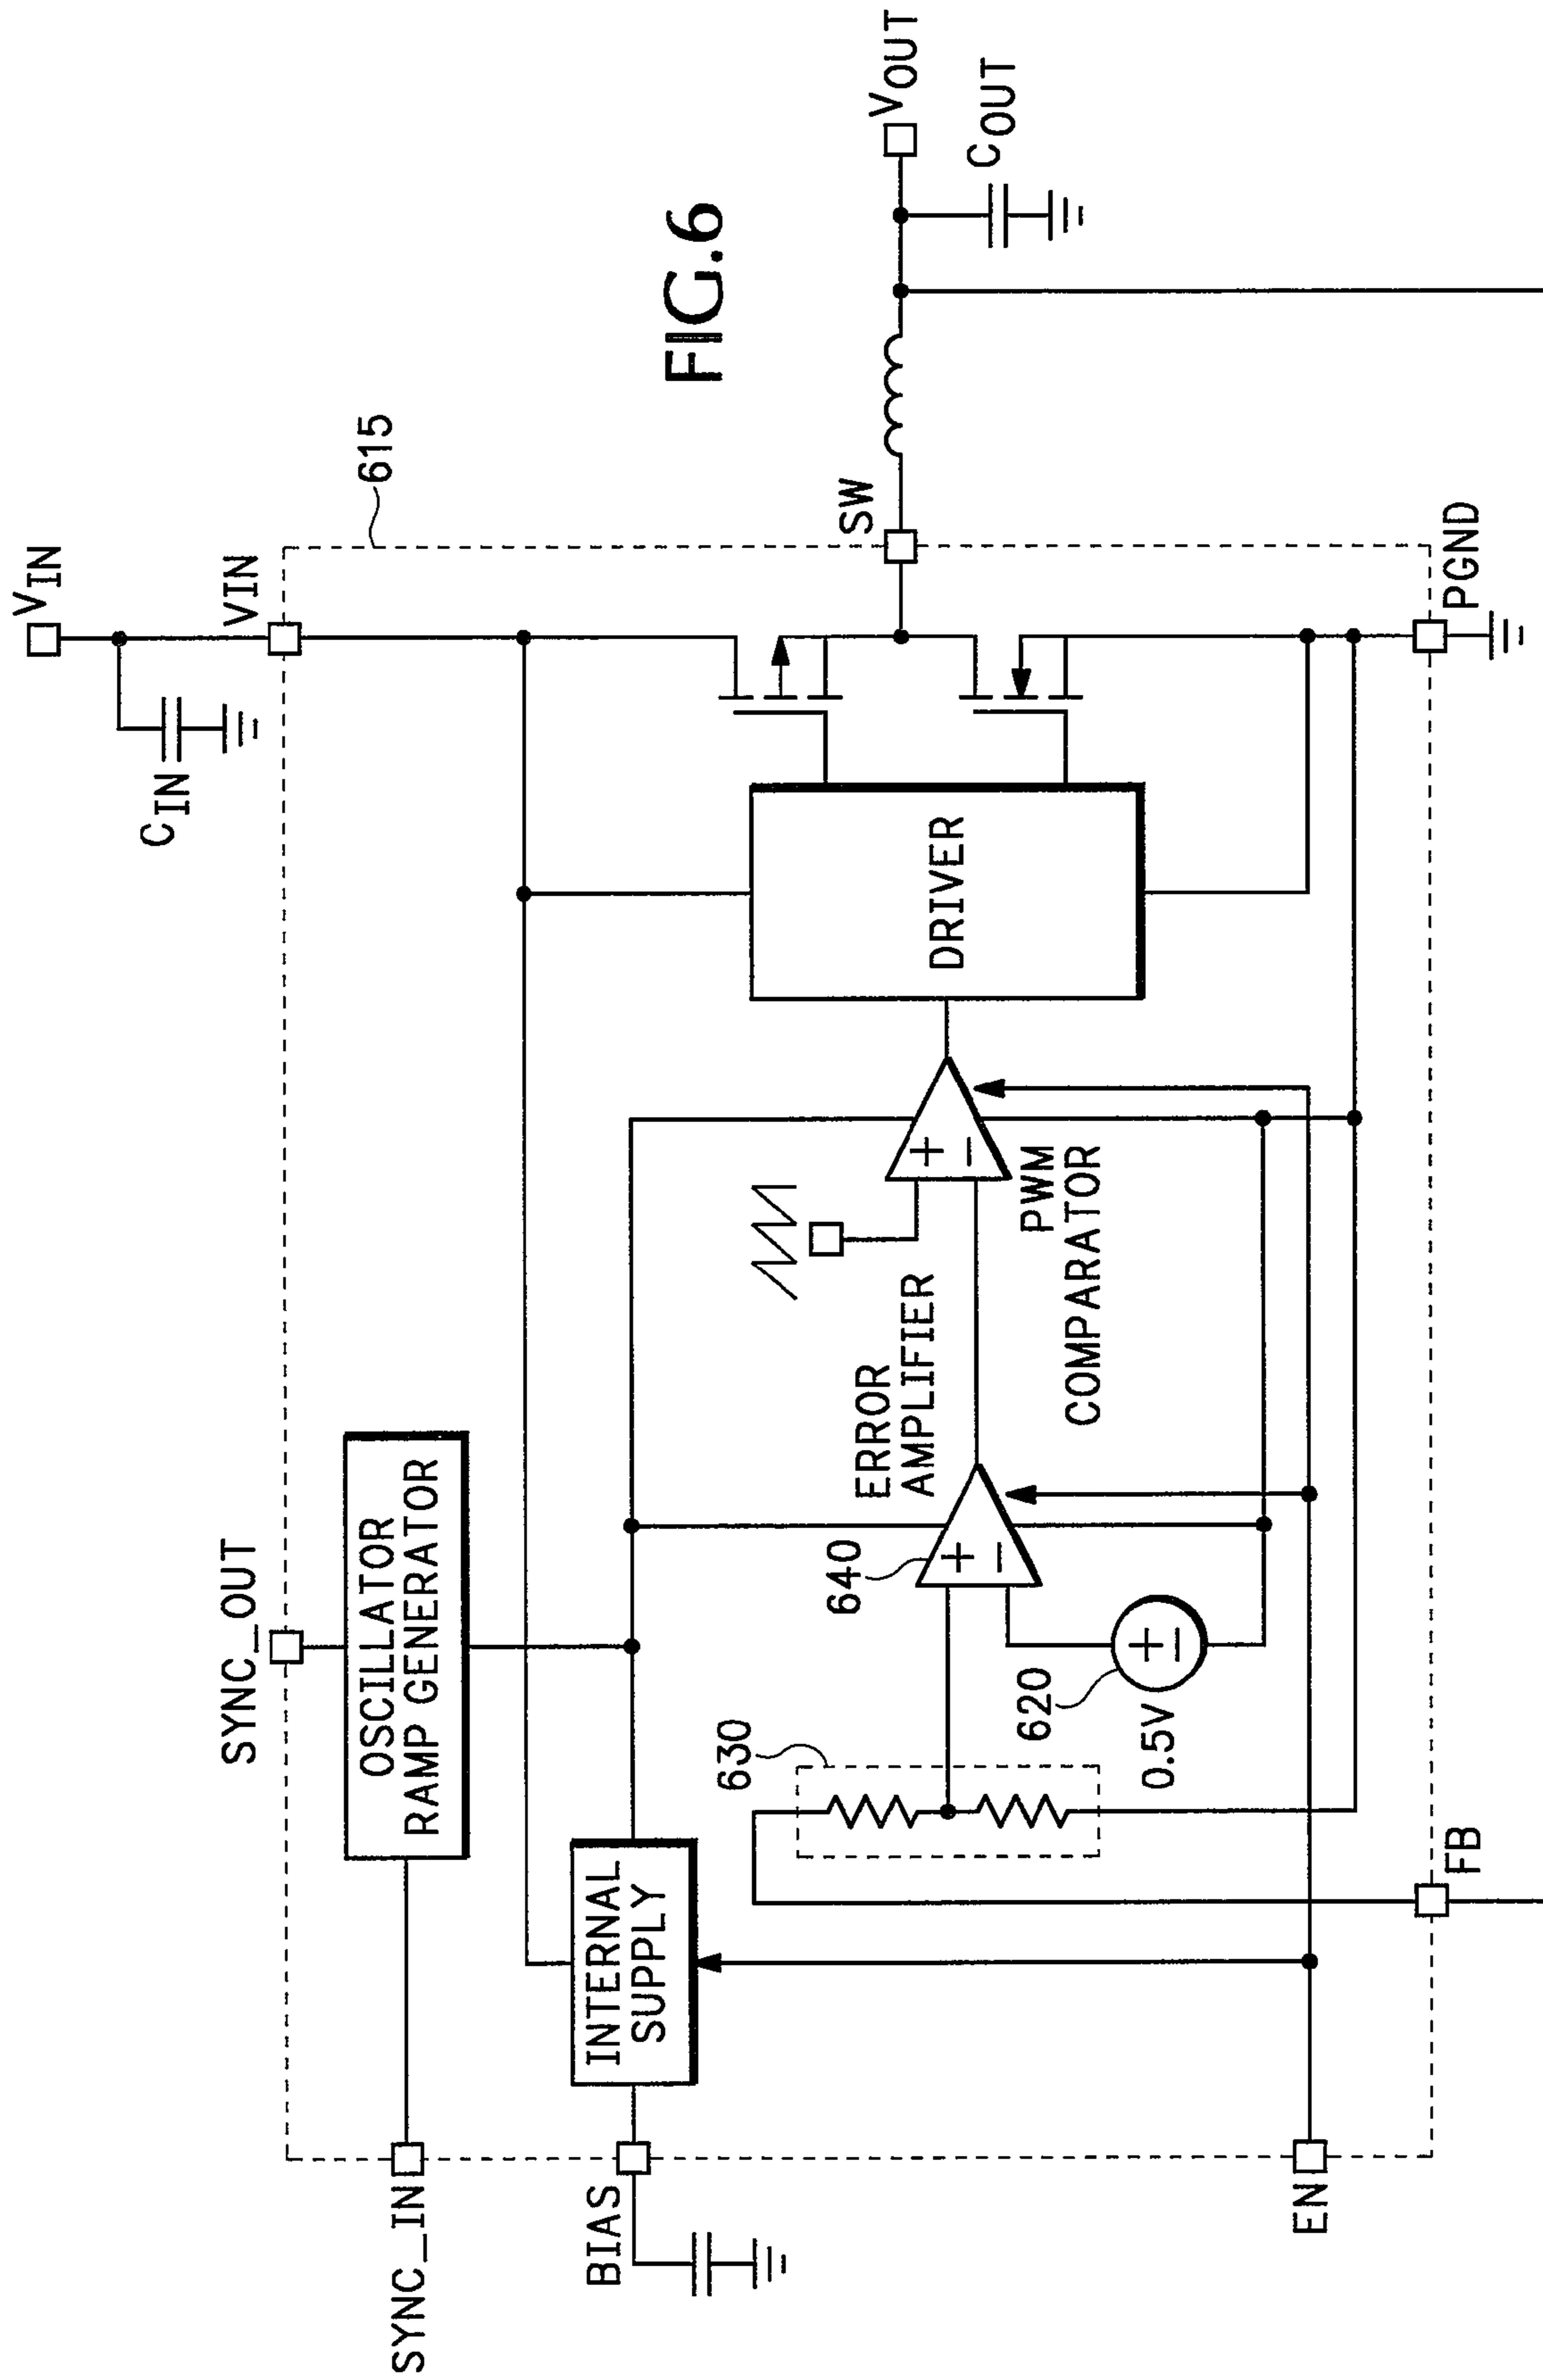 FIG.6
VIN
CIN
VIN
615
SYNC_OUT
OSCILLATOR
RAMP GENERATOR
SYNC_IN
INTERNAL
SUPPLY
BIAS
630
640
+
−
ERROR
AMPLIFIER
+
−
PWM
COMPARATOR
DRIVER
SW
VOUT
COUT
620
+
−
0.5V
EN
FB
PGND